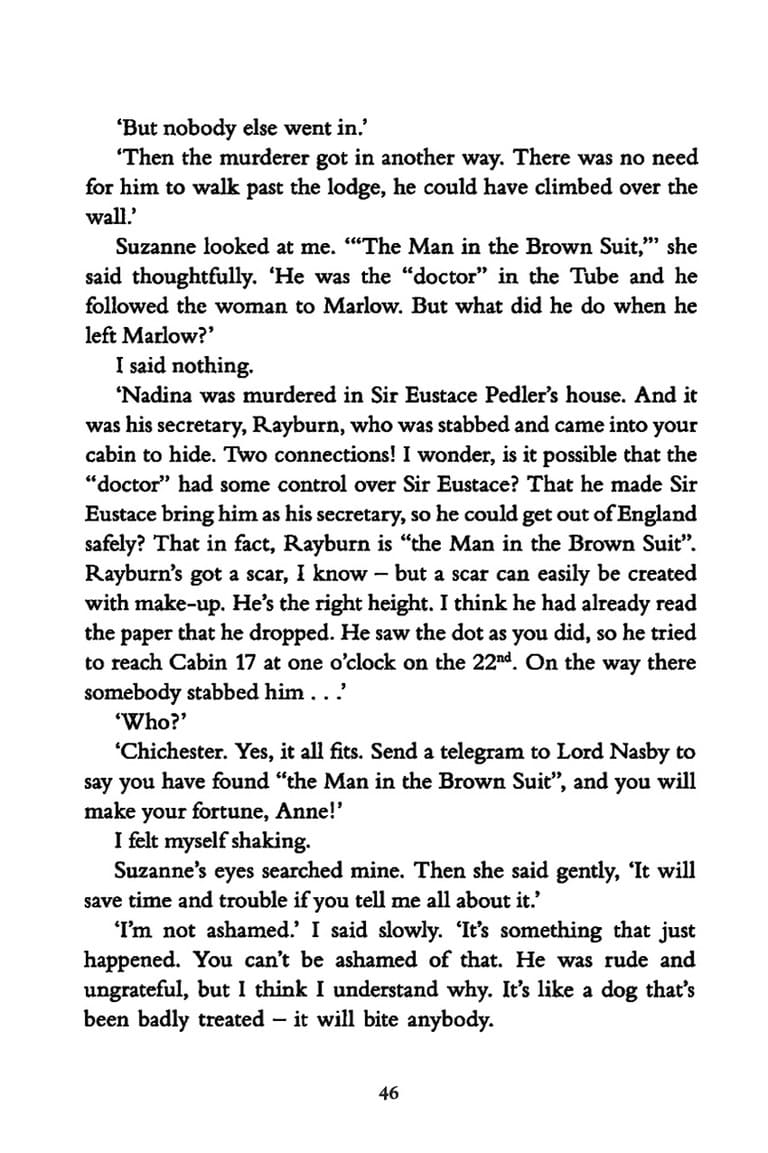 ‘But nobody else went in.’
‘Then the murderer got in another way. There was no need
for him to walk past the lodge, he could have climbed over the
wall.’
Suzanne looked at me. ‘“The Man in the Brown Suit,”’ she
said thoughtfully. ‘He was the “doctor” in the Tube and he
followed the woman to Marlow. But what did he do when he
left Marlow?’
I said nothing.
‘Nadina was murdered in Sir Eustace Pedler’s house. And it
was his secretary, Rayburn, who was stabbed and came into your
cabin to hide. Two connections! I wonder, is it possible that the
“doctor” had some control over Sir Eustace? That he made Sir
Eustace bring him as his secretary, so he could get out of England
safely? That in fact, Rayburn is “the Man in the Brown Suit”.
Rayburn’s got a scar, I know – but a scar can easily be created
with make-up. He’s the right height. I think he had already read
the paper that he dropped. He saw the dot as you did, so he tried
to reach Cabin 17 at one o’clock on the 22nd. On the way there
somebody stabbed him . . .’
‘Who?’
‘Chichester. Yes, it all fits. Send a telegram to Lord Nasby to
say you have found “the Man in the Brown Suit”, and you will
make your fortune, Anne!’
I felt myself shaking.
Suzanne’s eyes searched mine. Then she said gently, ‘It will
save time and trouble if you tell me all about it.’
‘I’m not ashamed.’ I said slowly. ‘It’s something that just
happened. You can’t be ashamed of that. He was rude and
ungrateful, but I think I understand why. It’s like a dog that’s
been badly treated – it will bite anybody.
46